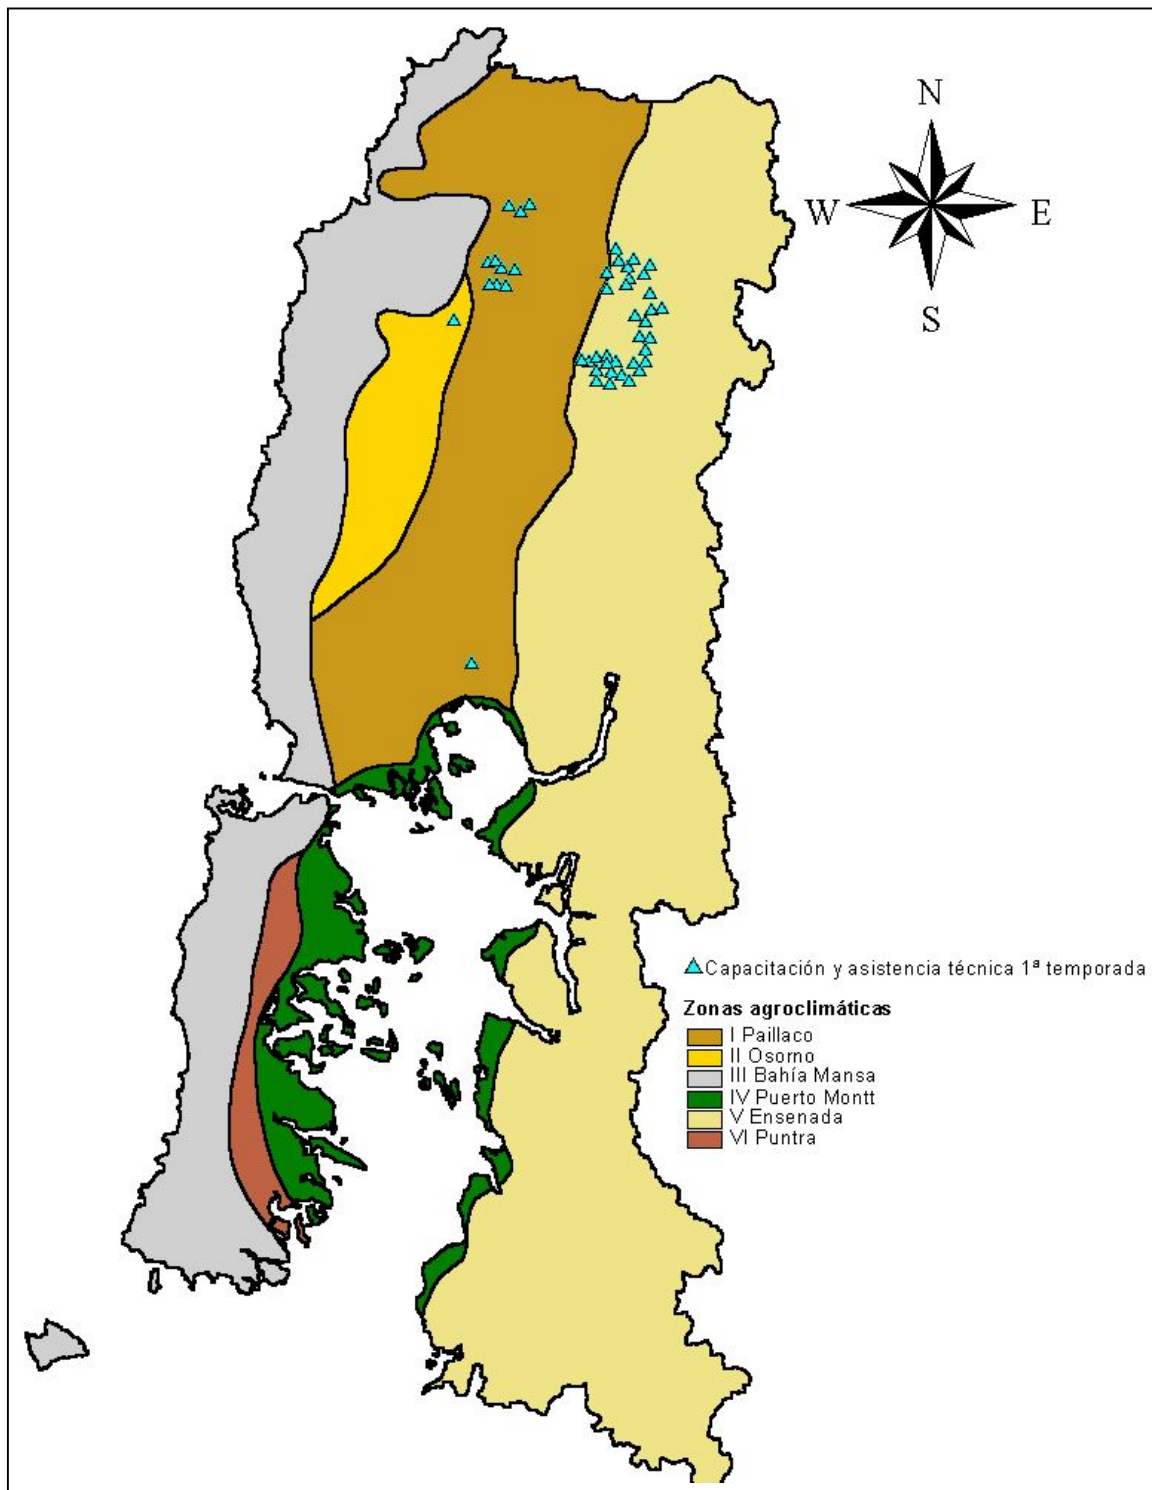 N
W
E
S
Capacitación y asistencia técnica 1ª temporada
Zonas agroclimáticas
I Paillaco
II Osorno
III Bahía Mansa
IV Puerto Montt
V Ensenada
VI Puntra